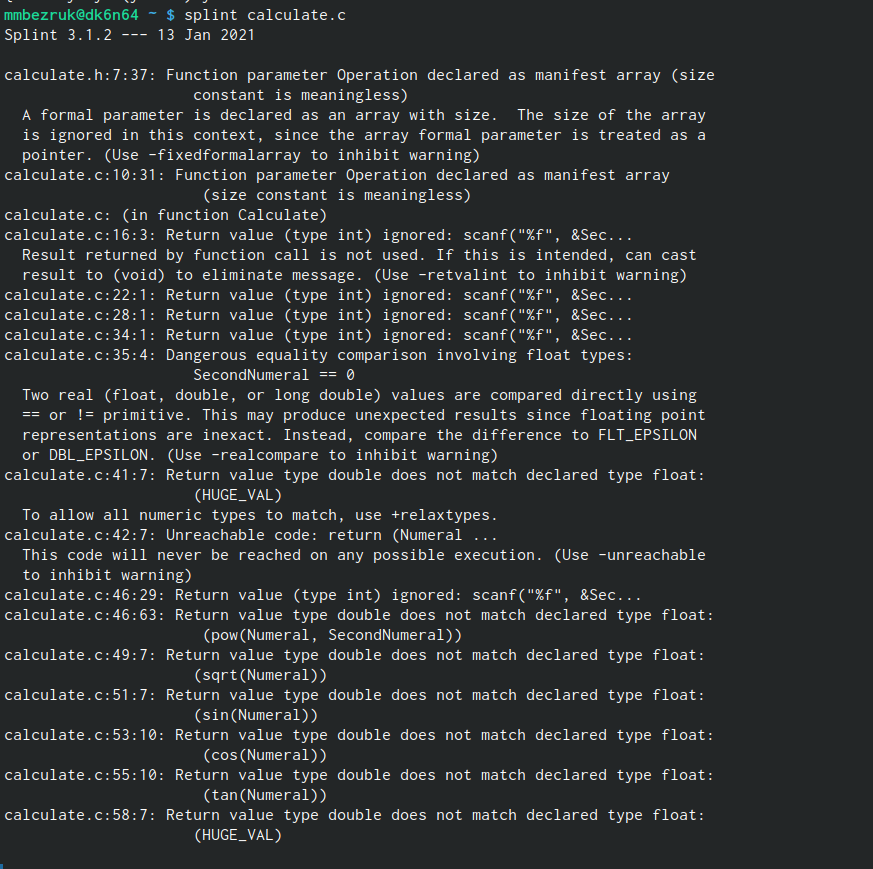 mmbezruk@dk6n64 ~ $ splint calculate.c
Splint 3.1.2 --- 13 Jan 2021

calculate.h:7:37: Function parameter Operation declared as manifest array (size
                     constant is meaningless)
  A formal parameter is declared as an array with size.  The size of the array
  is ignored in this context, since the array formal parameter is treated as a
  pointer. (Use -fixedformalarray to inhibit warning)
calculate.c:10:31: Function parameter Operation declared as manifest array
                      (size constant is meaningless)
calculate.c: (in function Calculate)
calculate.c:16:3: Return value (type int) ignored: scanf("%f", &Sec...
  Result returned by function call is not used. If this is intended, can cast
  result to (void) to eliminate message. (Use -retvalint to inhibit warning)
calculate.c:22:1: Return value (type int) ignored: scanf("%f", &Sec...
calculate.c:28:1: Return value (type int) ignored: scanf("%f", &Sec...
calculate.c:34:1: Return value (type int) ignored: scanf("%f", &Sec...
calculate.c:35:4: Dangerous equality comparison involving float types:
                     SecondNumeral == 0
  Two real (float, double, or long double) values are compared directly using
  == or != primitive. This may produce unexpected results since floating point
  representations are inexact. Instead, compare the difference to FLT_EPSILON
  or DBL_EPSILON. (Use -realcompare to inhibit warning)
calculate.c:41:7: Return value type double does not match declared type float:
                     (HUGE_VAL)
  To allow all numeric types to match, use +relaxtypes.
calculate.c:42:7: Unreachable code: return (Numeral ...
  This code will never be reached on any possible execution. (Use -unreachable
  to inhibit warning)
calculate.c:46:29: Return value (type int) ignored: scanf("%f", &Sec...
calculate.c:46:63: Return value type double does not match declared type float:
                      (pow(Numeral, SecondNumeral))
calculate.c:49:7: Return value type double does not match declared type float:
                     (sqrt(Numeral))
calculate.c:51:7: Return value type double does not match declared type float:
                     (sin(Numeral))
calculate.c:53:10: Return value type double does not match declared type float:
                      (cos(Numeral))
calculate.c:55:10: Return value type double does not match declared type float:
                      (tan(Numeral))
calculate.c:58:7: Return value type double does not match declared type float:
                     (HUGE_VAL)